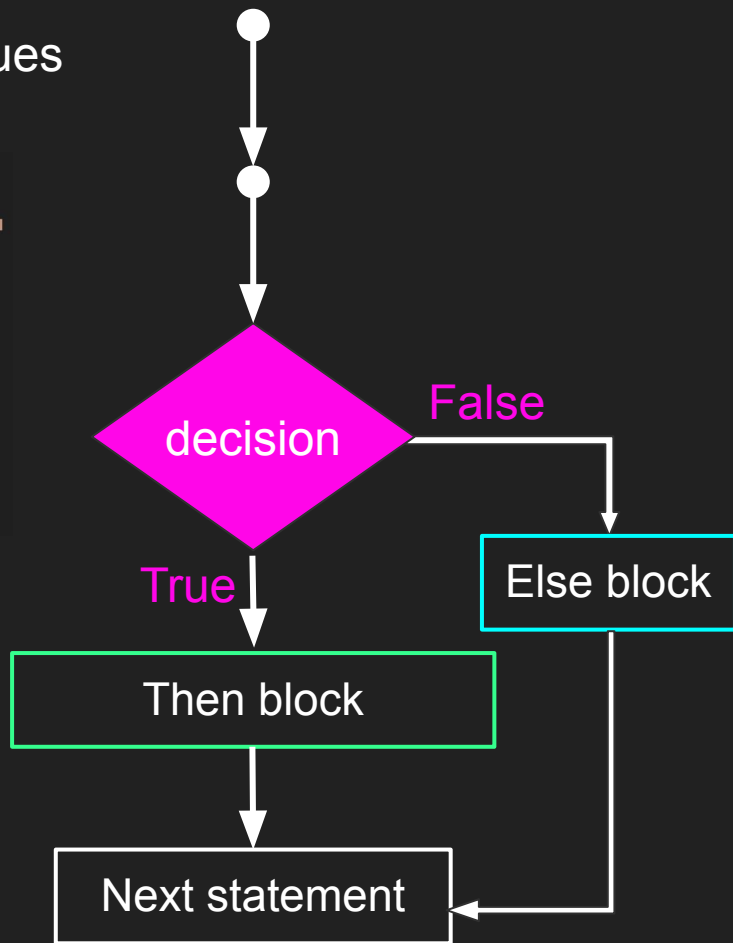 ues
decision
False
True
Else block
Then block
Next statement